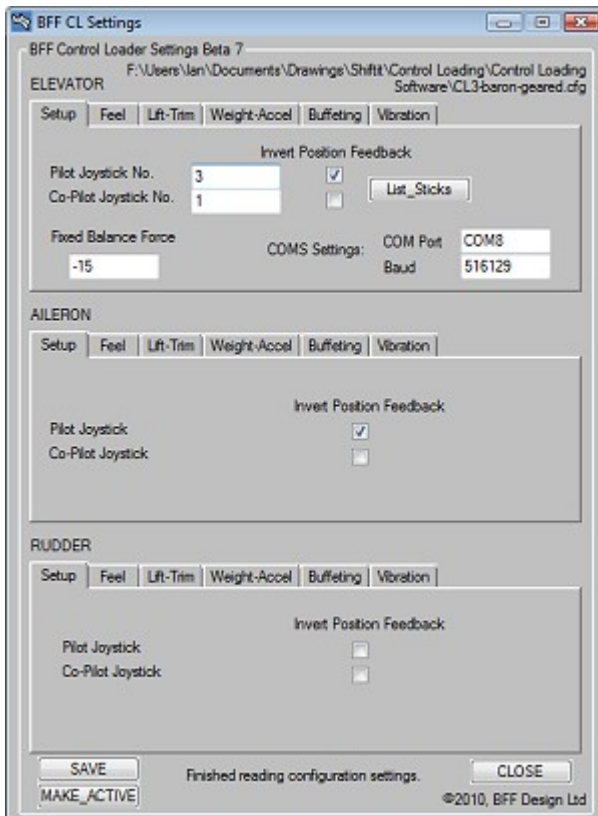 BFF CL Settings
BFF Control Loader Settings Beta 7
F:\Users\Ian\Documents\Drawings\Shiftit\Control Loading\Control Loading
Software\CL3-baron-geared.cfg
ELEVATOR
Setup Feel Lift-Trim Weight-Accel Buffeting Vibration
Invert Position Feedback
Pilot Joystick No. 3
List_Sticks
Co-Pilot Joystick No. 1
Fixed Balance Force
-15
COMS Settings:
COM Port COM8
Baud 516129
AILERON
Setup Feel Lift-Trim Weight-Accel Buffeting Vibration
Invert Position Feedback
Pilot Joystick
Co-Pilot Joystick
RUDDER
Setup Feel Lift-Trim Weight-Accel Buffeting Vibration
Invert Position Feedback
Pilot Joystick
Co-Pilot Joystick
SAVE
Finished reading configuration settings.
CLOSE
MAKE_ACTIVE
©2010, BFF Design Ltd